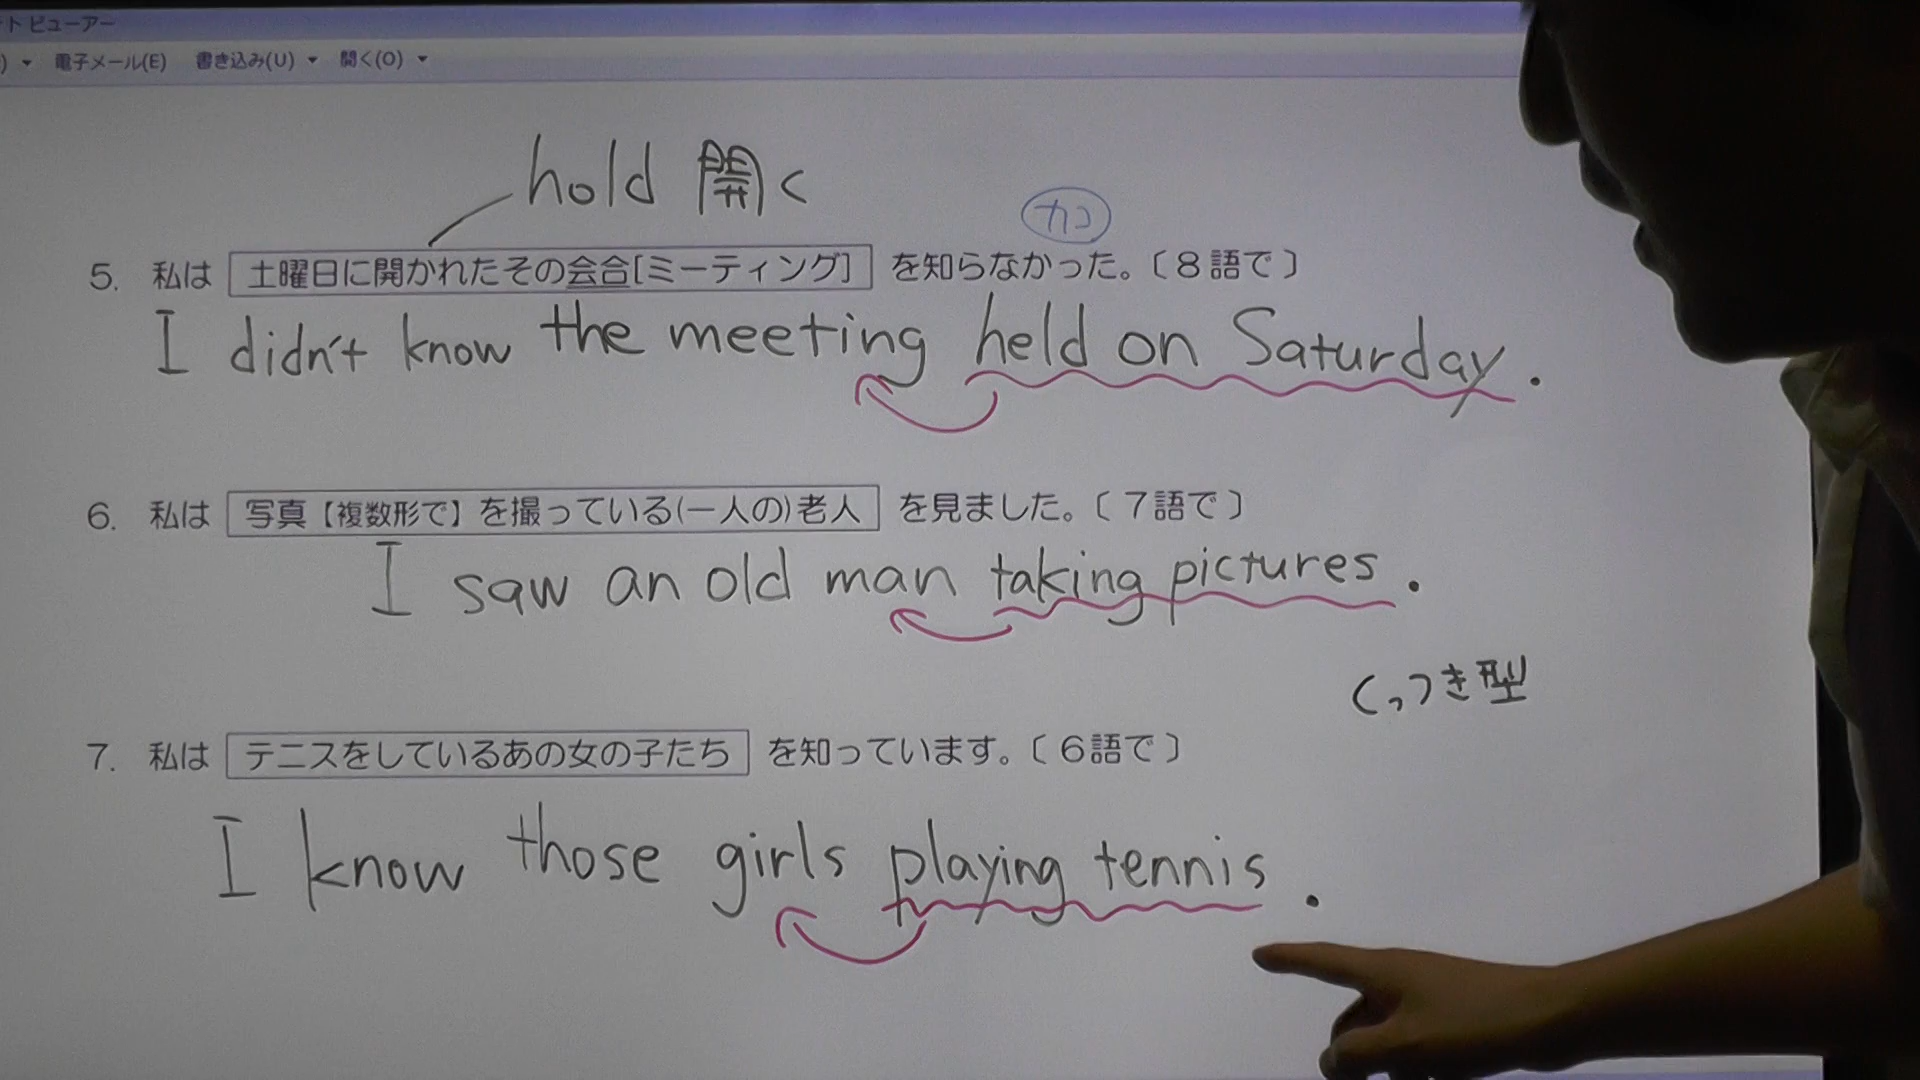 ト ビューアー
) 電子メール(E) 書き込み(U) 開く(O)
hold 開く
カコ
5. 私は 土曜日に開かれたその会合[ミーティング] を知らなかった。〔8語で〕
I didn't know the meeting held on Saturday.
6. 私は 写真【複数形で】を撮っている(一人の)老人 を見ました。〔7語で〕
I saw an old man taking pictures.
くっつき型
7. 私は テニスをしているあの女の子たち を知っています。〔6語で〕
I know those girls playing tennis.